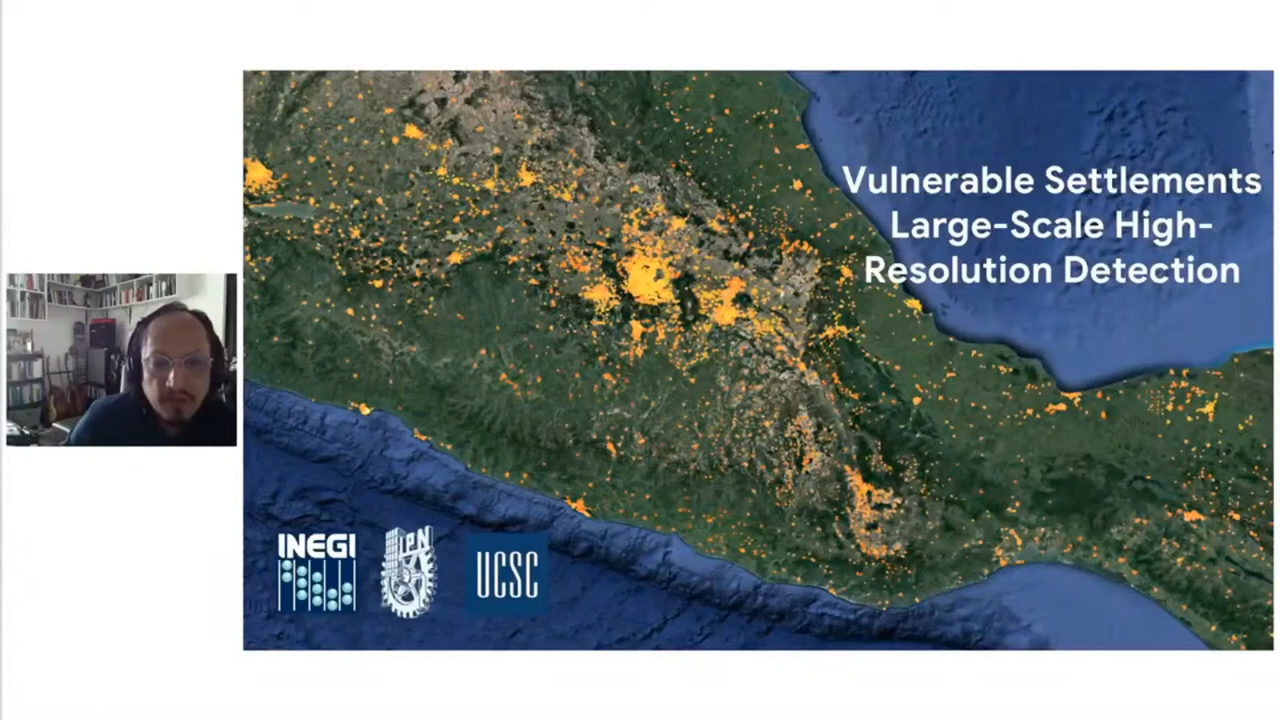 Vulnerable Settlements
Large-Scale High-
Resolution Detection
INEGI
IPN
UCSC